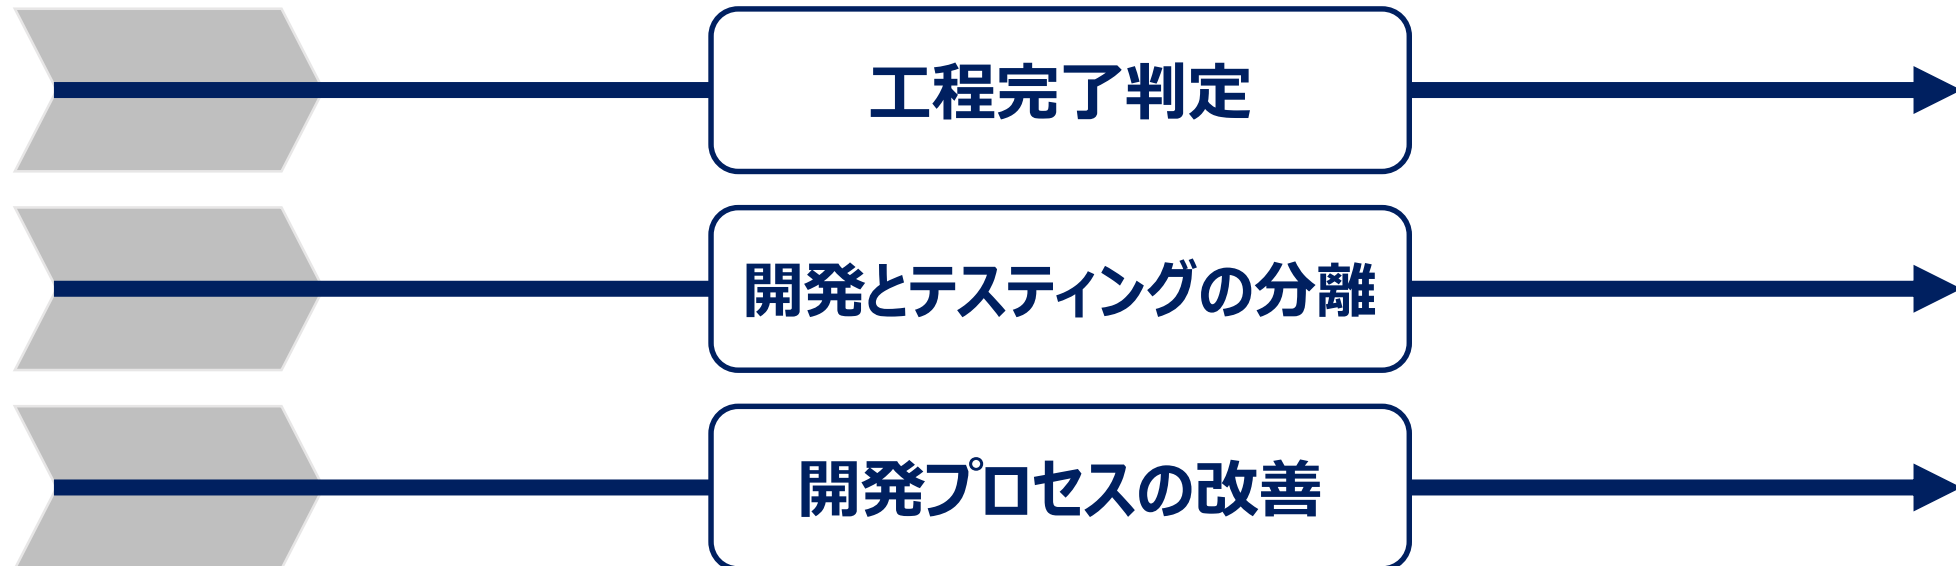 工程完了判定
開発とテスティングの分離
開発プロセスの改善